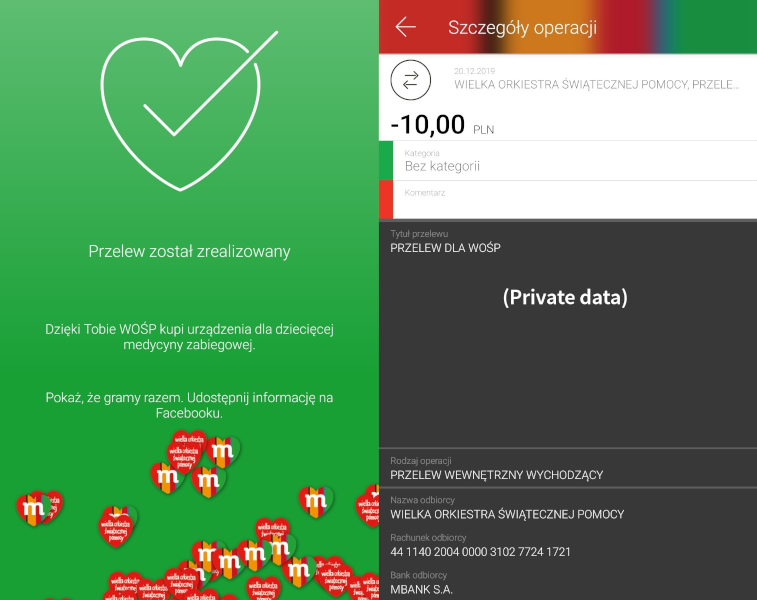 Przelew został zrealizowany
Dzięki Tobie WOŚP kupi urządzenia dla dziecięcej
medycyny zabiegowej.
Pokaż, że gramy razem. Udostępnij informację na
Facebooku.
wielka orkiestra
świątecznej
pomocy
m
Szczegóły operacji
20.12.2019
WIELKA ORKIESTRA ŚWIĄTECZNEJ POMOCY, PRZELE...
-10,00 PLN
Kategoria
Bez kategorii
Komentarz
Tytuł przelewu
PRZELEW DLA WOŚP
(Private data)
Rodzaj operacji
PRZELEW WEWNĘTRZNY WYCHODZĄCY
Nazwa odbiorcy
WIELKA ORKIESTRA ŚWIĄTECZNEJ POMOCY
Rachunek odbiorcy
44 1140 2004 0000 3102 7724 1721
Bank odbiorcy
MBANK S.A.